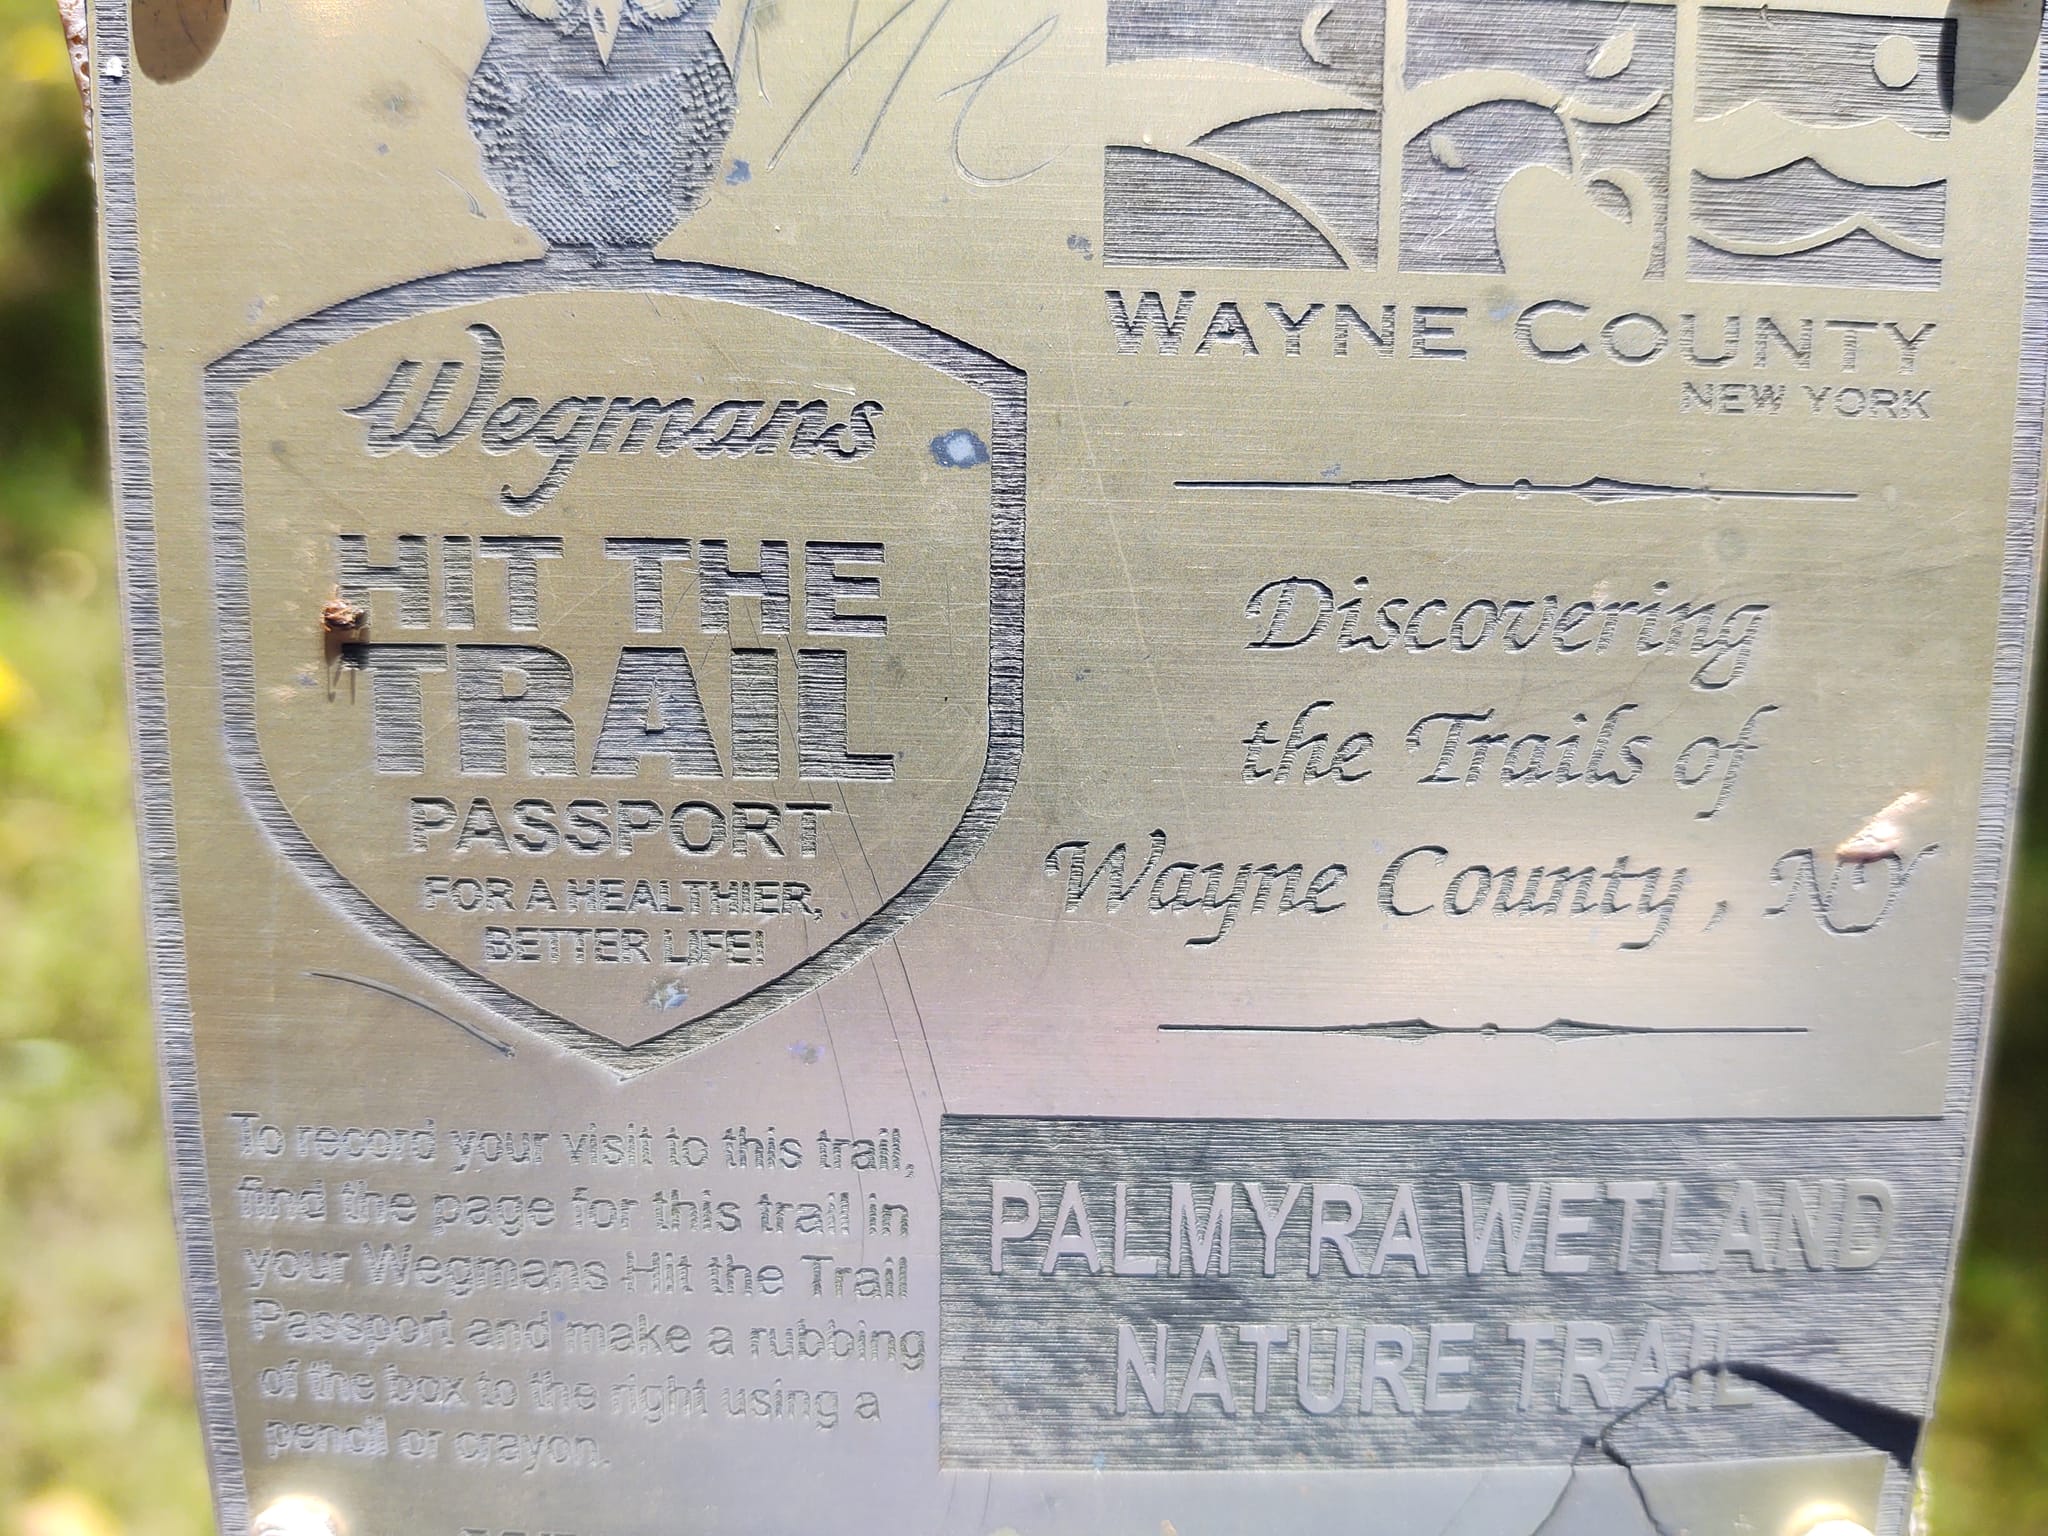 Wegmans
HIT THE
TRAIL
PASSPORT
FOR A HEALTHIER,
BETTER LIFE!
To record your visit to this trail,
find the page for this trail in
your Wegmans Hit the Trail
Passport and make a rubbing
of the box to the right using a
pencil or crayon.
WAYNE COUNTY
NEW YORK
Discovering
the Trails of
Wayne County, NY
PALMYRA WETLAND
NATURE TRAIL